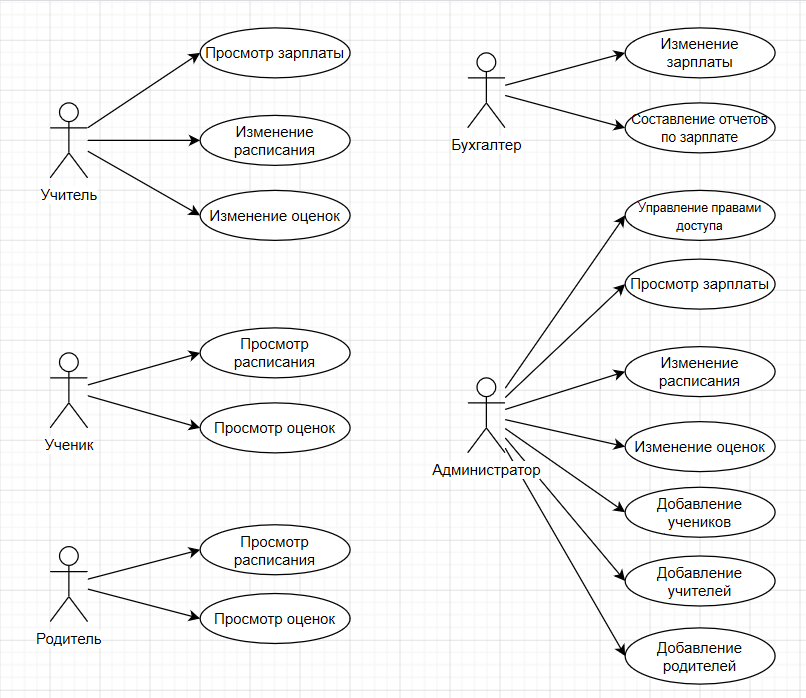 Просмотр зарплаты
Изменение
расписания
Изменение оценок
Учитель
Просмотр
расписания
Просмотр оценок
Ученик
Просмотр
расписания
Просмотр оценок
Родитель
Изменение
зарплаты
Составление отчетов
по зарплате
Бухгалтер
Управление правами
доступа
Просмотр зарплаты
Изменение
расписания
Изменение оценок
Администратор
Добавление
учеников
Добавление
учителей
Добавление
родителей